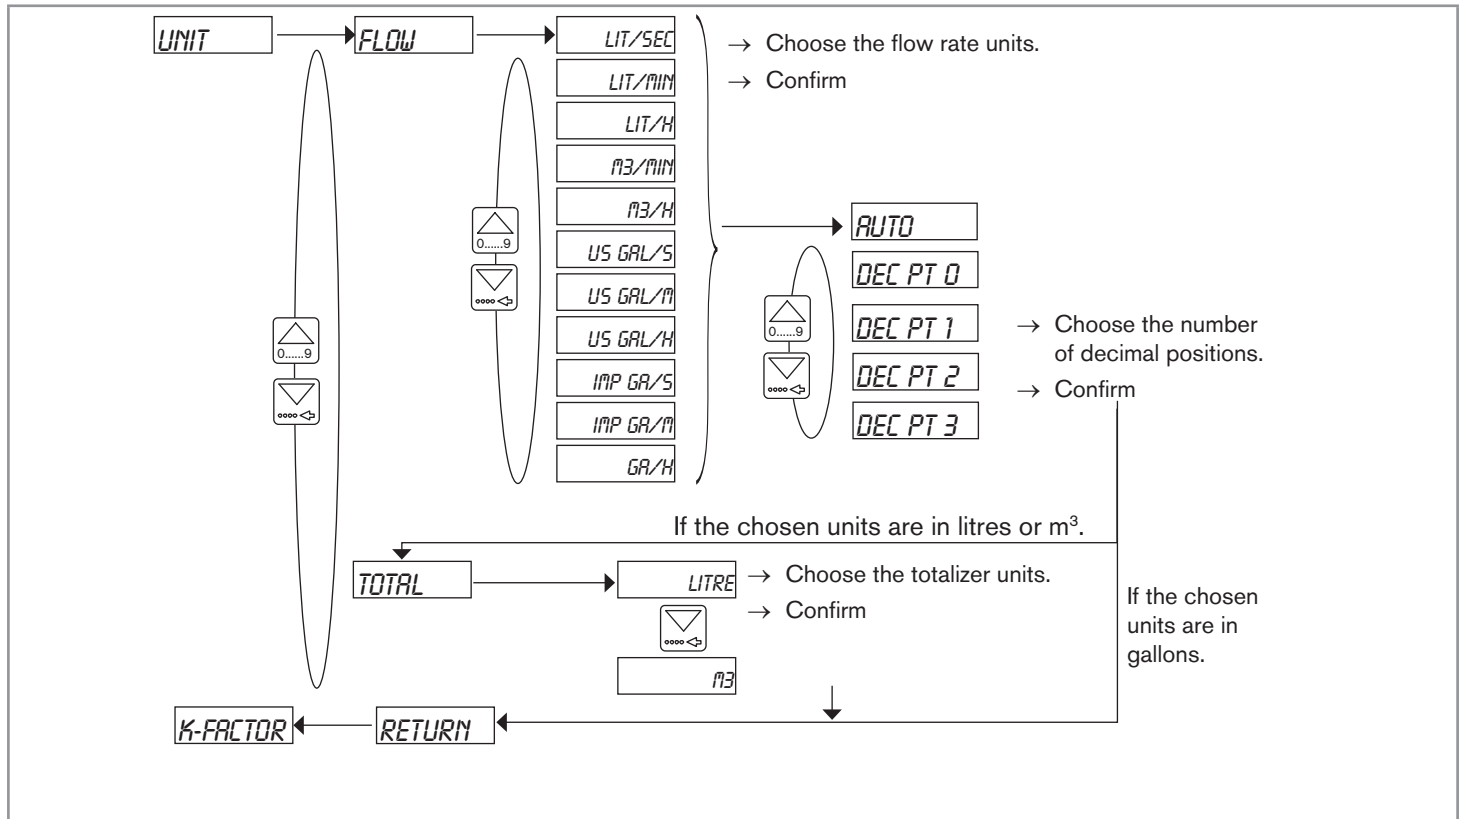 UNIT
FLOW
LIT/SEC
→ Choose the flow rate units.
LIT/MIN
→ Confirm
LIT/H
M3/MIN
M3/H
US GAL/S
US GAL/M
US GAL/H
IMP GA/S
IMP GA/M
GA/H
0......9
0......9
AUTO
DEC PT 0
DEC PT 1
DEC PT 2
DEC PT 3
0......9
→ Choose the number
of decimal positions.
→ Confirm
If the chosen units are in litres or m³.
TOTAL
LITRE
→ Choose the totalizer units.
→ Confirm
M3
If the chosen
units are in
gallons.
K-FACTOR
RETURN